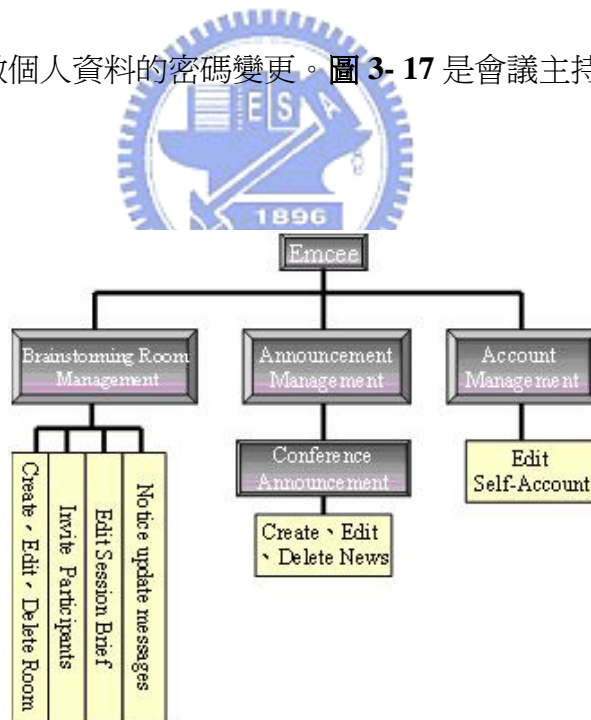 做個人資料的密碼變更。圖 3- 17 是會議主持
E S A
1896
Emcee
Brainstorming Room
Management
Announcement
Management
Account
Management
Conference
Announcement
Edit
Self-Account
Create、Edit
、Delete News
Create、Edit、Delete Room
Invite Participants
Edit Session Brief
Notice update messages